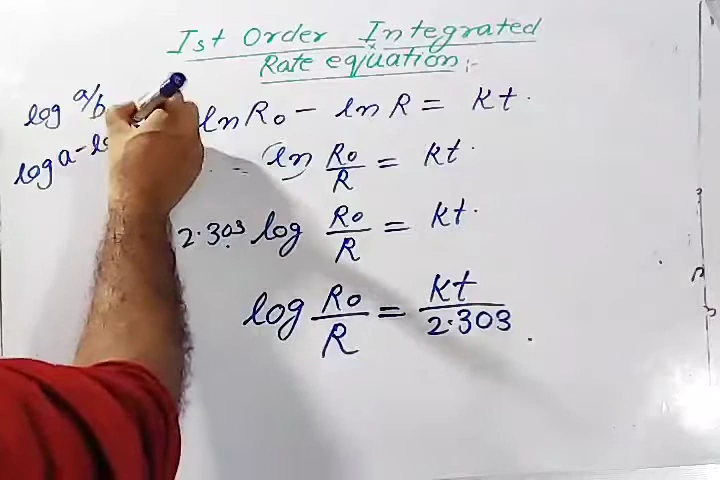 Ist Order Integrated
Rate equation:-
log a/b
log a - lo
ln R₀ - ln R = Kt.
ln R₀/R = Kt.
2.303 log R₀/R = Kt.
log R₀/R = Kt/2.303